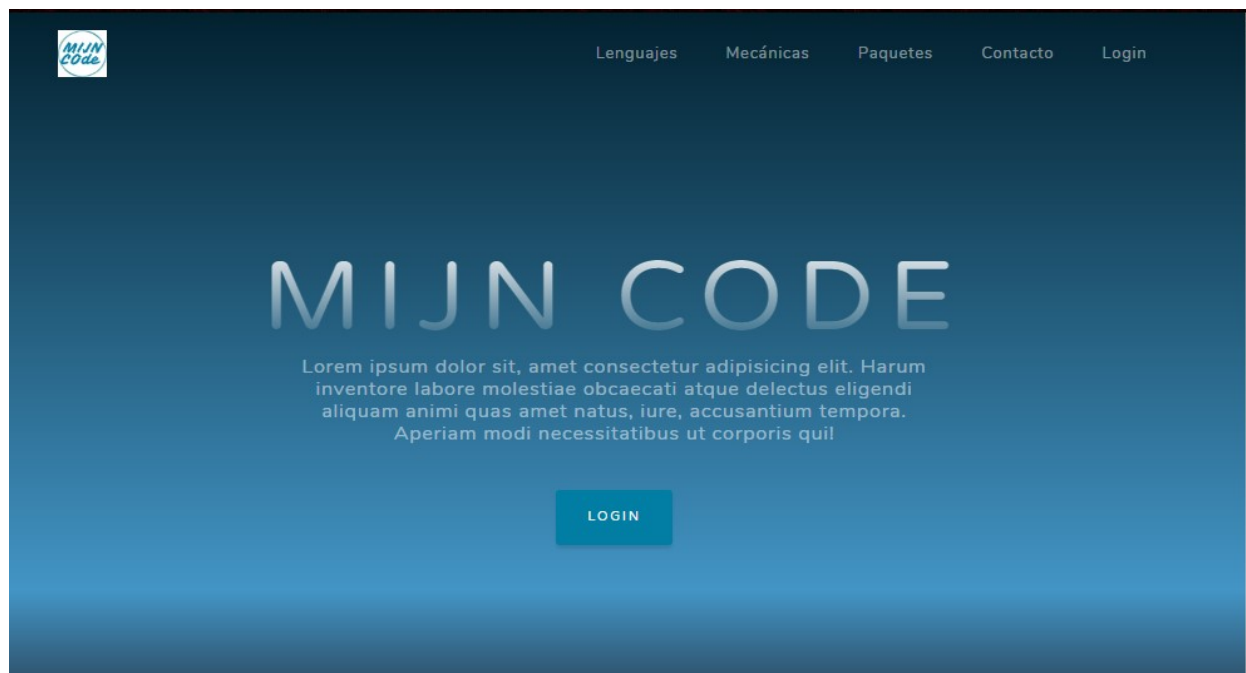 MIJN
COde
Lenguajes Mecánicas Paquetes Contacto Login
MIJN CODE
Lorem ipsum dolor sit, amet consectetur adipisicing elit. Harum
inventore labore molestiae obcaecati atque delectus eligendi
aliquam animi quas amet natus, iure, accusantium tempora.
Aperiam modi necessitatibus ut corporis qui!
LOGIN